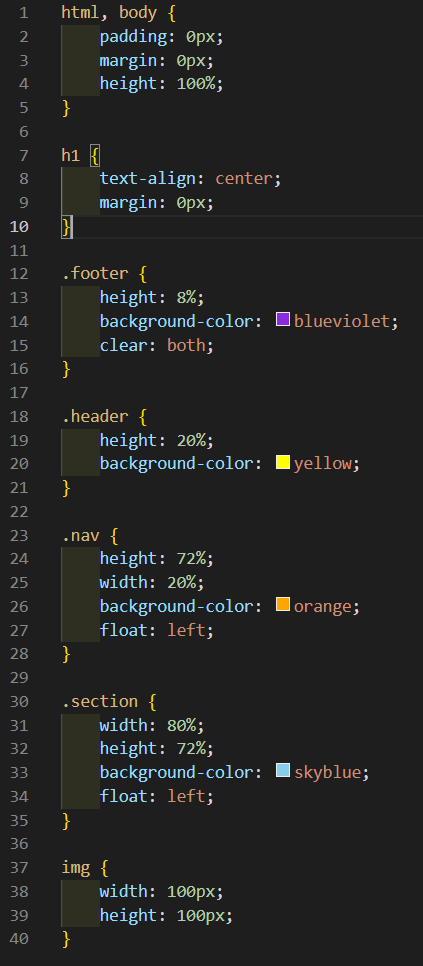 1 html, body {
2     padding: 0px;
3     margin: 0px;
4     height: 100%;
5 }
6
7 h1 {
8     text-align: center;
9     margin: 0px;
10 }
11
12 .footer {
13     height: 8%;
14     background-color: blueviolet;
15     clear: both;
16 }
17
18 .header {
19     height: 20%;
20     background-color: yellow;
21 }
22
23 .nav {
24     height: 72%;
25     width: 20%;
26     background-color: orange;
27     float: left;
28 }
29
30 .section {
31     width: 80%;
32     height: 72%;
33     background-color: skyblue;
34     float: left;
35 }
36
37 img {
38     width: 100px;
39     height: 100px;
40 }